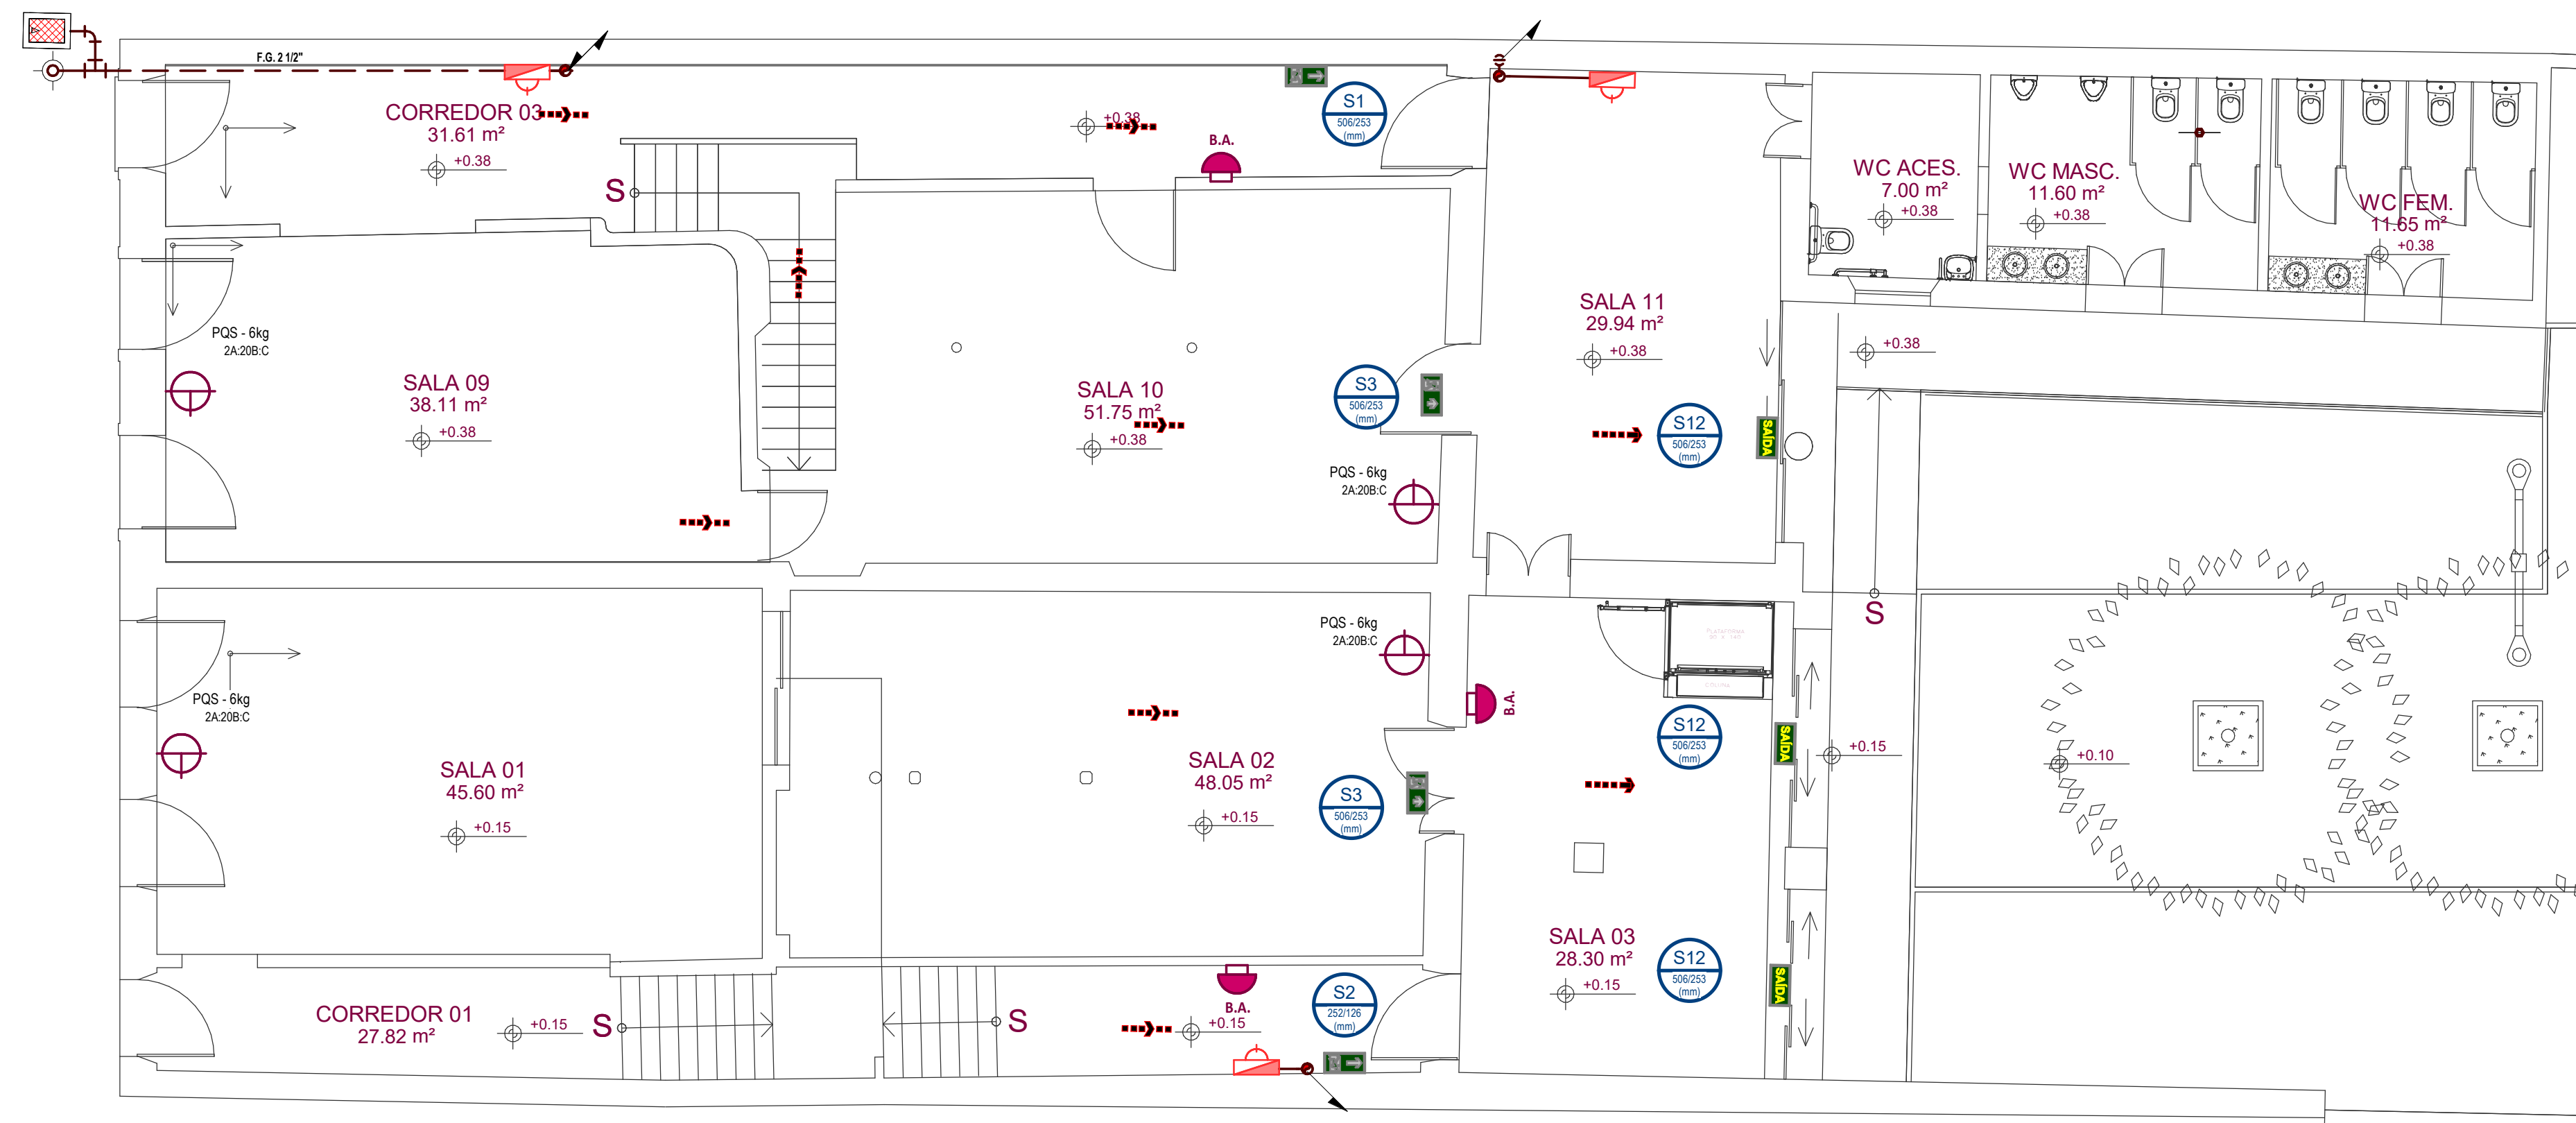 F.G. 2 1/2"
CORREDOR 03
31.61 m²
+0.38
+0.38
B.A.
S1
506/253
(mm)
S
WC ACES.
7.00 m²
+0.38
WC MASC.
11.60 m²
+0.38
WC FEM.
11.65 m²
+0.38
PQS - 6kg
2A:20B:C
SALA 09
38.11 m²
+0.38
SALA 10
51.75 m²
+0.38
S3
506/253
(mm)
PQS - 6kg
2A:20B:C
SALA 11
29.94 m²
+0.38
S12
506/253
(mm)
SAÍDA
+0.38
S
PQS - 6kg
2A:20B:C
SALA 01
45.60 m²
+0.15
PQS - 6kg
2A:20B:C
SALA 02
48.05 m²
+0.15
S3
506/253
(mm)
B.A.
PLATAFORMA
S12
506/253
(mm)
SAÍDA
+0.15
+0.10
SALA 03
28.30 m²
+0.15
S12
506/253
(mm)
SAÍDA
CORREDOR 01
27.82 m²
+0.15
S
S
B.A.
+0.15
S2
252/126
(mm)